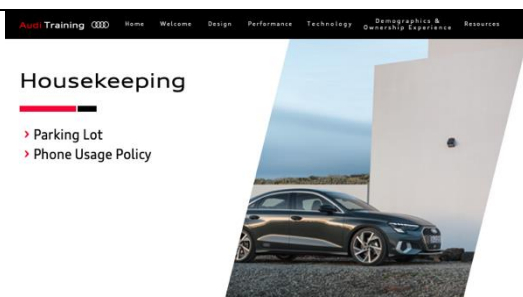 Audi Training
Home Welcome Design Performance Technology Demographics & Ownership Experience Resources
Housekeeping
› Parking Lot
› Phone Usage Policy